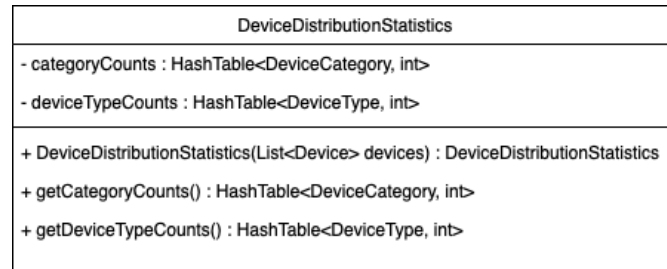 DeviceDistributionStatistics
- categoryCounts : HashTable<DeviceCategory, int>
- deviceTypeCounts : HashTable<DeviceType, int>
+ DeviceDistributionStatistics(List<Device> devices) : DeviceDistributionStatistics
+ getCategoryCounts() : HashTable<DeviceCategory, int>
+ getDeviceTypeCounts() : HashTable<DeviceType, int>